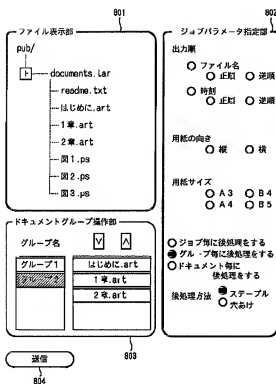 801
802
ファイル表示部
pub/
documents.tar
readme.txt
はじめに.art
1章.art
2章.art
図1.ps
図2.ps
図3.ps
ジョブパラメータ指定部
出力順
ファイル名
正順 逆順
時刻
正順 逆順
用紙の向き
縦 横
用紙サイズ
A3 B4
A4 B5
ジョブ毎に後処理をする
グループ毎に後処理をする
ドキュメント毎に
後処理をする
後処理方法
ステープル
穴あけ
ドキュメントグループ操作部
グループ名
グループ1
はじめに.art
1章.art
2章.art
送信
803
804